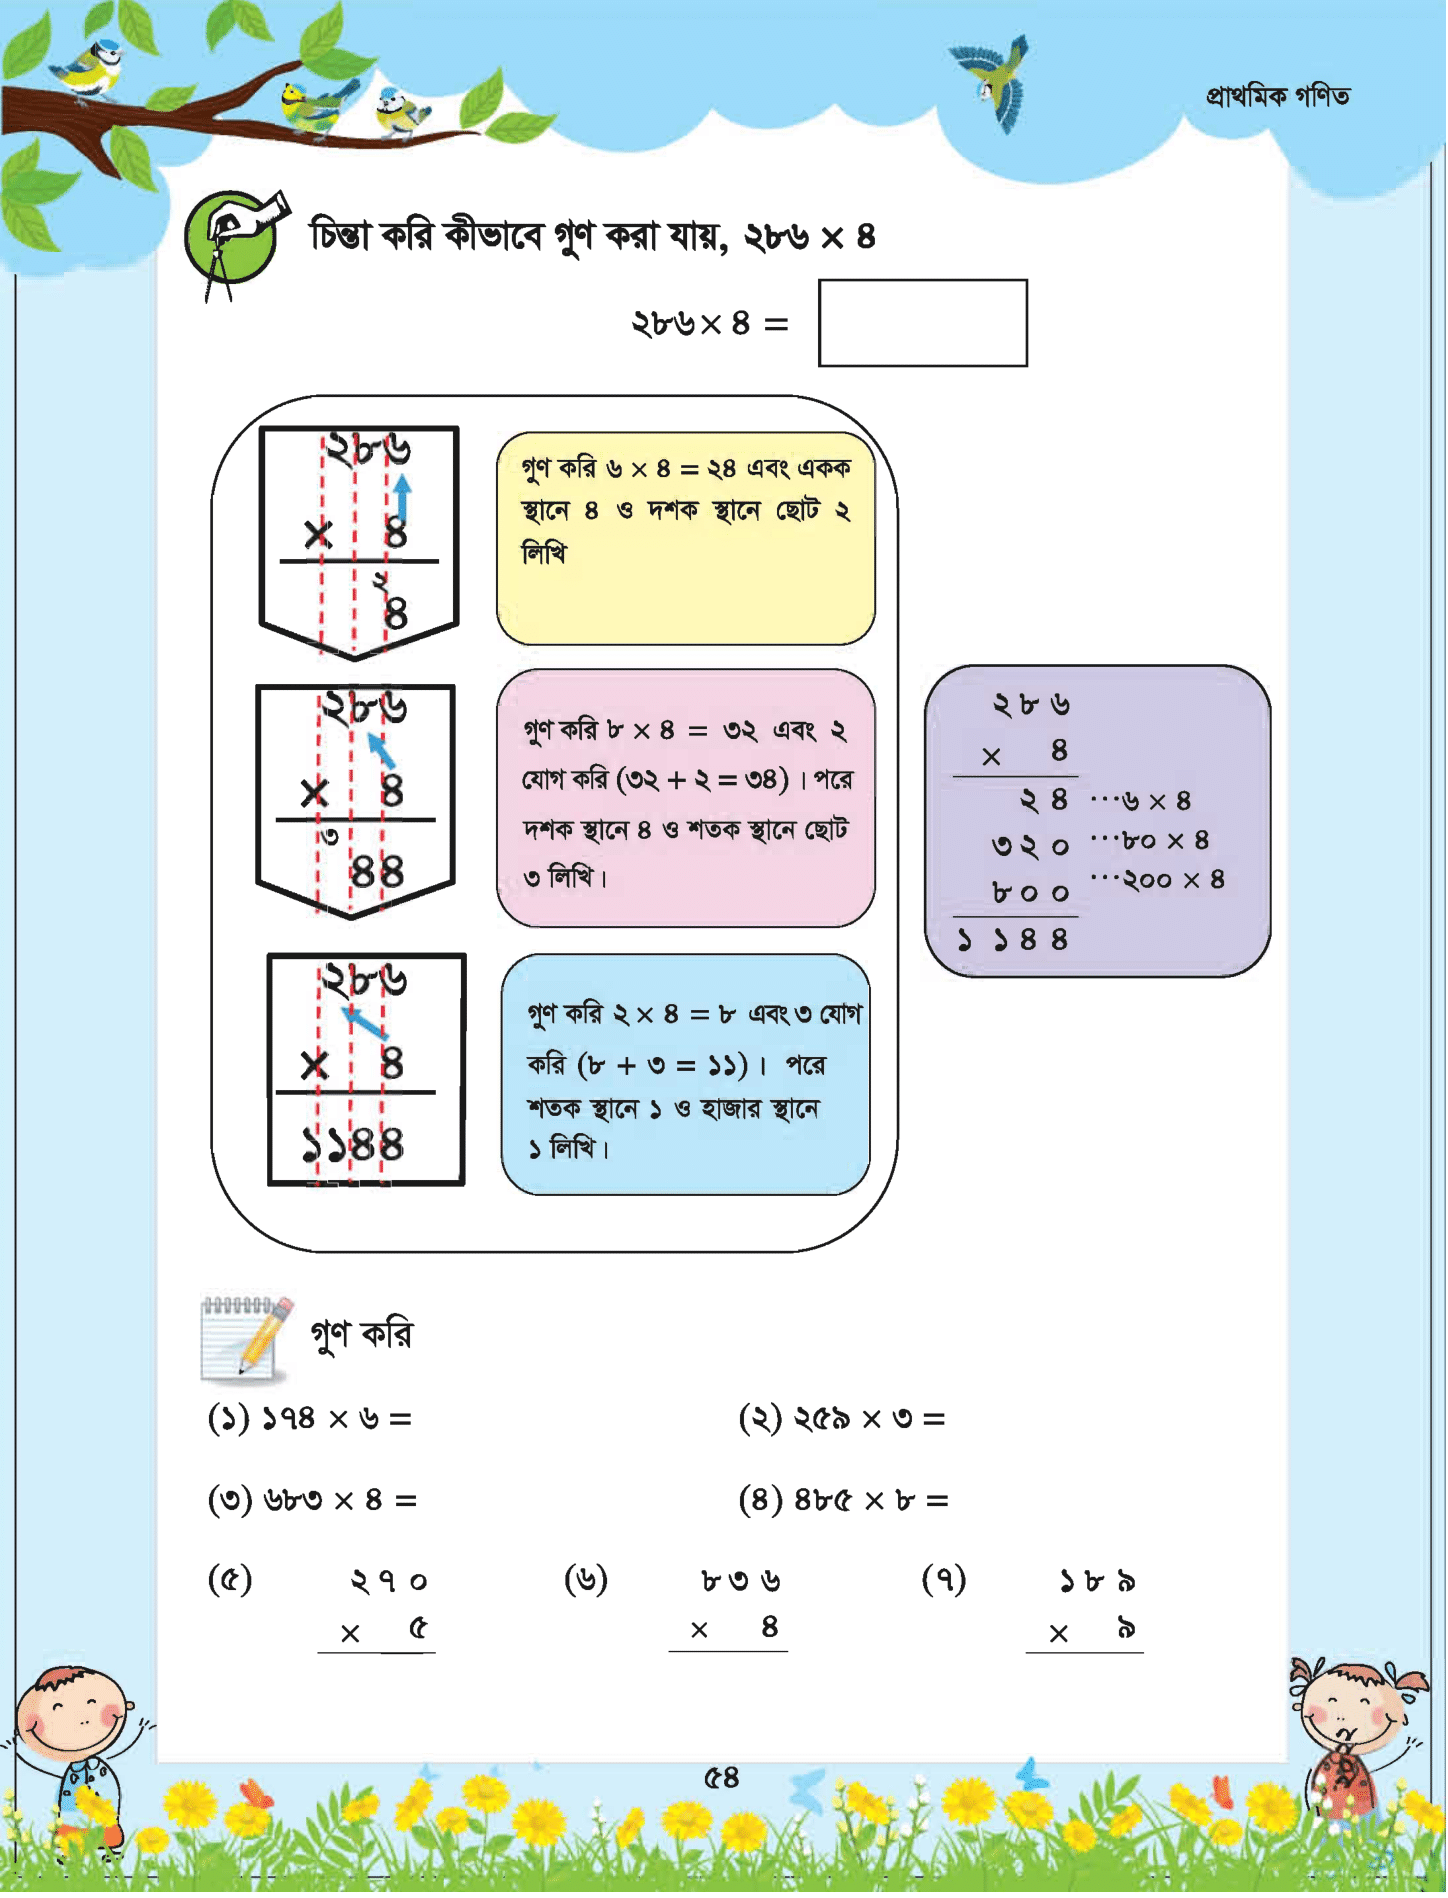 প্রাথমিক গণিত
চিন্তা করি কীভাবে গুণ করা যায়, ২৮৬ × ৪
২৮৬× ৪ =
২৮৬
× ৪
২
৪
গুণ করি ৬ × ৪ = ২৪ এবং একক
স্থানে ৪ ও দশক স্থানে ছোট ২
লিখি
২৮৬
× ৪
৩
৪৪
গুণ করি ৮ × ৪ = ৩২ এবং ২
যোগ করি (৩২ + ২ = ৩৪) । পরে
দশক স্থানে ৪ ও শতক স্থানে ছোট
৩ লিখি।
২৮৬
× ৪
১১৪৪
গুণ করি ২ × ৪ = ৮ এবং ৩ যোগ
করি (৮ + ৩ = ১১) । পরে
শতক স্থানে ১ ও হাজার স্থানে
১ লিখি।
২ ৮ ৬
× ৪
২ ৪ ···৬ × ৪
৩ ২ ০ ···৮০ × ৪
৮ ০ ০ ···২০০ × ৪
১ ১ ৪ ৪
গুণ করি
(১) ১৭৪ × ৬ =
(২) ২৫৯ × ৩ =
(৩) ৬৮৩ × ৪ =
(৪) ৪৮৫ × ৮ =
(৫) ২ ৭ ০
× ৫
(৬) ৮ ৩ ৬
× ৪
(৭) ১ ৮ ৯
× ৯
৫৪